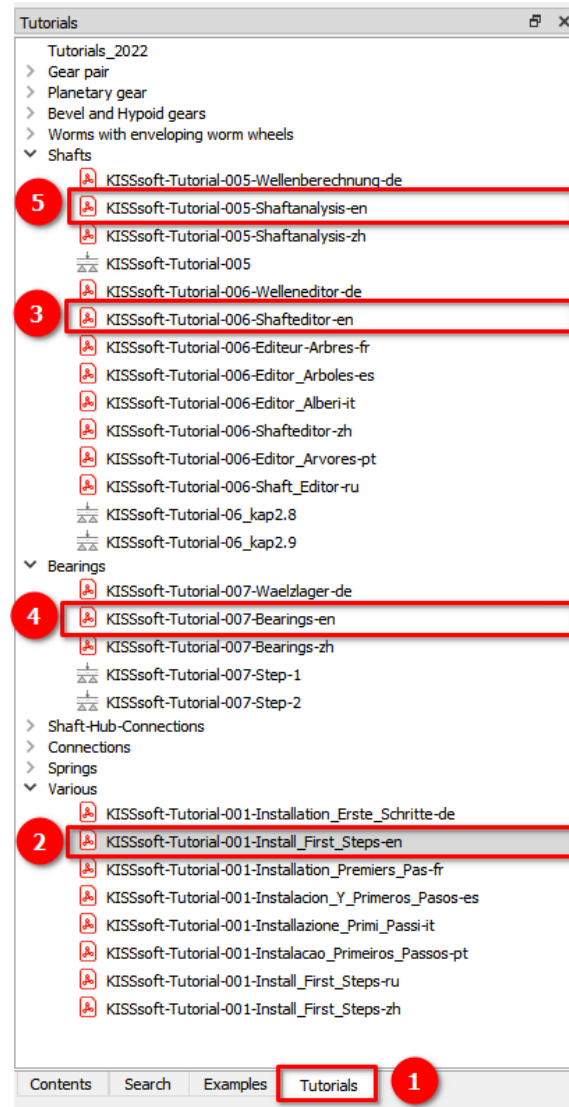 Tutorials
Tutorials_2022
Gear pair
Planetary gear
Bevel and Hypoid gears
Worms with enveloping worm wheels
Shafts
KISSsoft-Tutorial-005-Wellenberechnung-de
5
KISSsoft-Tutorial-005-Shaftanalysis-en
KISSsoft-Tutorial-005-Shaftanalysis-zh
KISSsoft-Tutorial-005
KISSsoft-Tutorial-006-Welleneditor-de
3
KISSsoft-Tutorial-006-Shafteditor-en
KISSsoft-Tutorial-006-Editeur-Arbres-fr
KISSsoft-Tutorial-006-Editor_Arboles-es
KISSsoft-Tutorial-006-Editor_Alberi-it
KISSsoft-Tutorial-006-Shafteditor-zh
KISSsoft-Tutorial-006-Editor_Arvores-pt
KISSsoft-Tutorial-006-Shaft_Editor-ru
KISSsoft-Tutorial-06_kap2.8
KISSsoft-Tutorial-06_kap2.9
Bearings
KISSsoft-Tutorial-007-Waelzlager-de
4
KISSsoft-Tutorial-007-Bearings-en
KISSsoft-Tutorial-007-Bearings-zh
KISSsoft-Tutorial-007-Step-1
KISSsoft-Tutorial-007-Step-2
Shaft-Hub-Connections
Connections
Springs
Various
KISSsoft-Tutorial-001-Installation_Erste_Schritte-de
2
KISSsoft-Tutorial-001-Install_First_Steps-en
KISSsoft-Tutorial-001-Installation_Premiers_Pas-fr
KISSsoft-Tutorial-001-Instalacion_Y_Primeros_Pasos-es
KISSsoft-Tutorial-001-Installazione_Primi_Passi-it
KISSsoft-Tutorial-001-Instalacao_Primeiros_Passos-pt
KISSsoft-Tutorial-001-Install_First_Steps-ru
KISSsoft-Tutorial-001-Install_First_Steps-zh
Contents Search Examples Tutorials 1